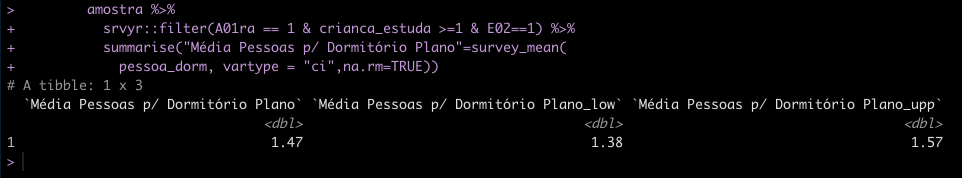 > amostra %>%
+ srvyr::filter(A01ra == 1 & crianca_estuda >=1 & E02==1) %>%
+ summarise("Média Pessoas p/ Dormitório Plano"=survey_mean(
+ pessoa_dorm, vartype = "ci",na.rm=TRUE))
# A tibble: 1 x 3
`Média Pessoas p/ Dormitório Plano` `Média Pessoas p/ Dormitório Plano_low` `Média Pessoas p/ Dormitório Plano_upp`
<dbl> <dbl> <dbl>
1 1.47 1.38 1.57
>